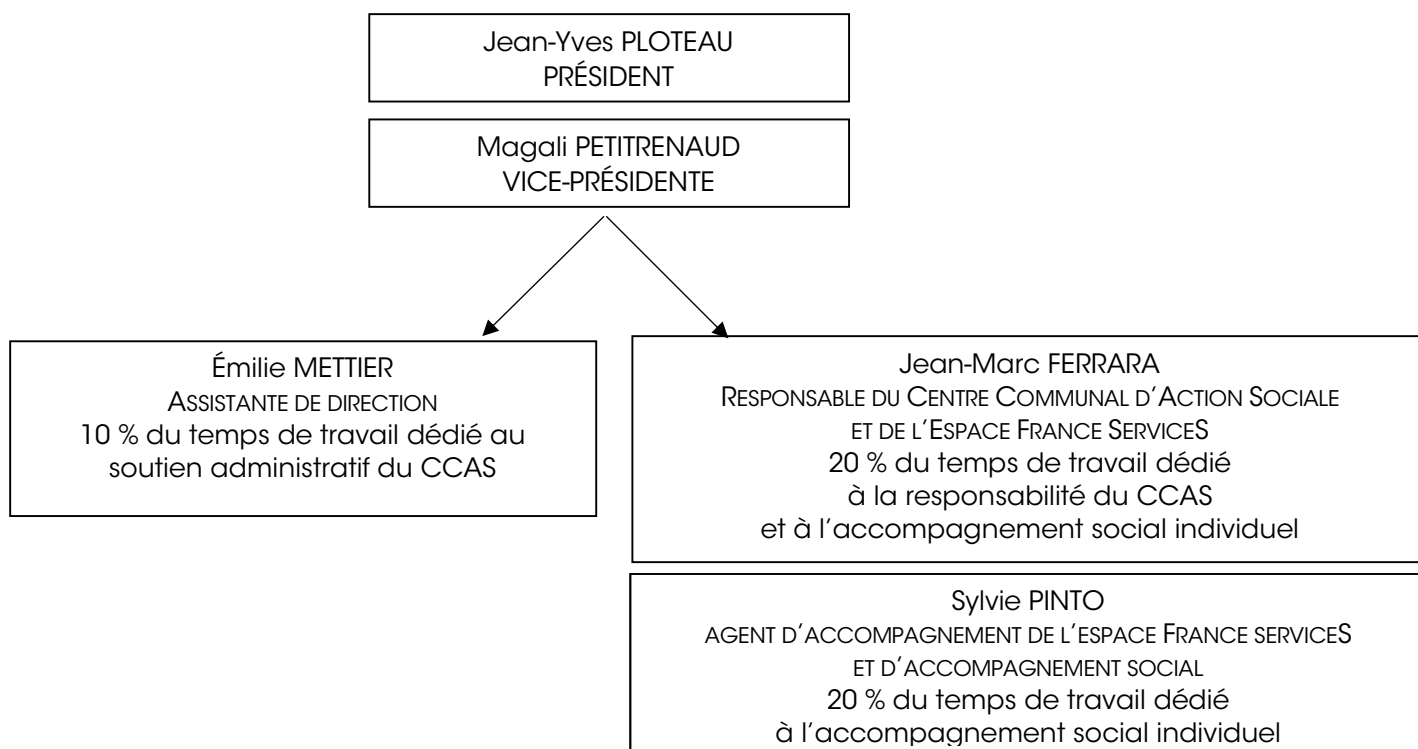 Jean-Yves PLOTEAU
PRÉSIDENT
Magali PETITRENAUD
VICE-PRÉSIDENTE
Émilie METTIER
ASSISTANTE DE DIRECTION
10 % du temps de travail dédié au
soutien administratif du CCAS
Jean-Marc FERRARA
RESPONSABLE DU CENTRE COMMUNAL D'ACTION SOCIALE
ET DE L'ESPACE FRANCE SERVICES
20 % du temps de travail dédié
à la responsabilité du CCAS
et à l'accompagnement social individuel
Sylvie PINTO
AGENT D'ACCOMPAGNEMENT DE L'ESPACE FRANCE SERVICES
ET D'ACCOMPAGNEMENT SOCIAL
20 % du temps de travail dédié
à l'accompagnement social individuel